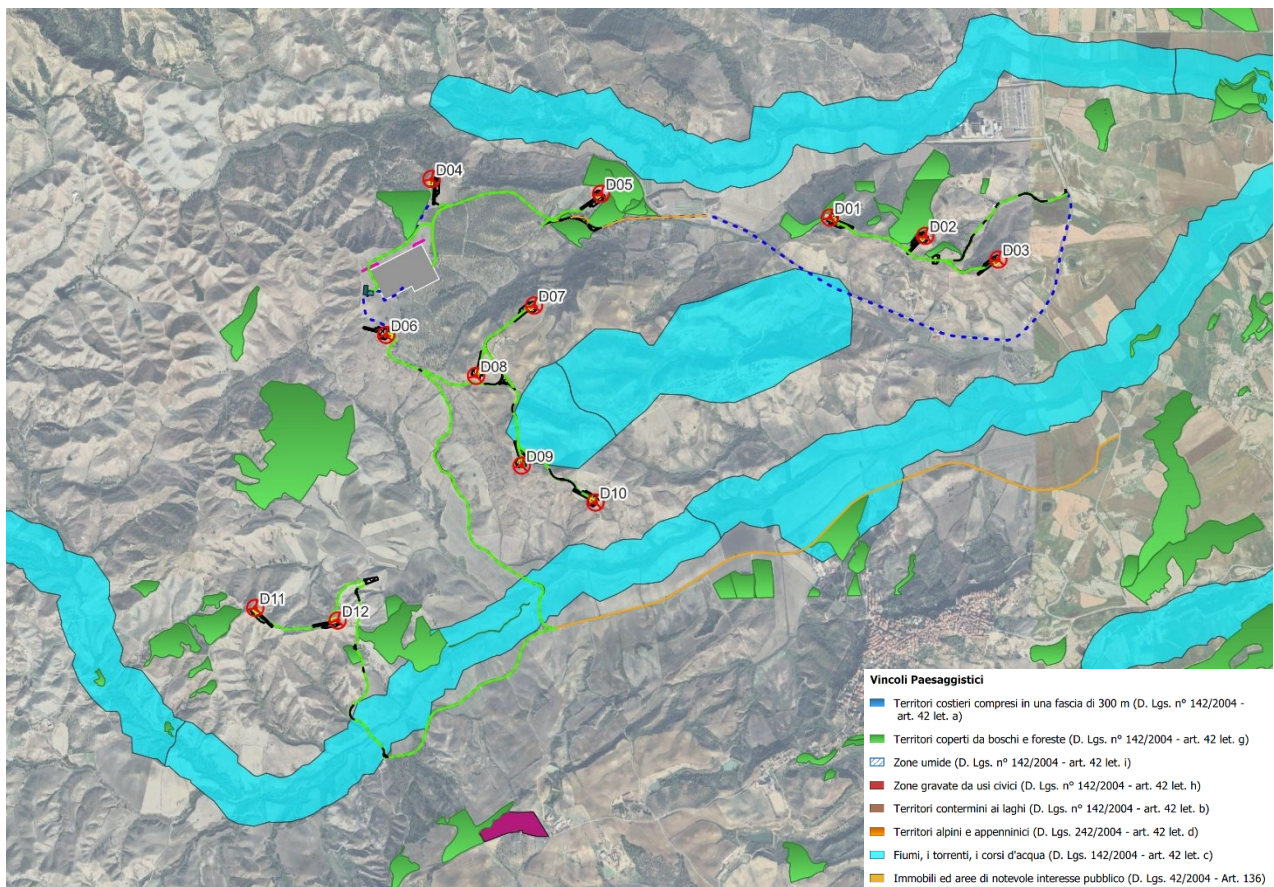 D04
D05
D01
D02
D03
D07
D06
D08
D09
D10
D11
D12
Vincoli Paesaggistici
Territori costieri compresi in una fascia di 300 m (D. Lgs. n° 142/2004 -
art. 42 let. a)
Territori coperti da boschi e foreste (D. Lgs. n° 142/2004 - art. 42 let. g)
Zone umide (D. Lgs. n° 142/2004 - art. 42 let. i)
Zone gravate da usi civici (D. Lgs. n° 142/2004 - art. 42 let. h)
Territori contermini ai laghi (D. Lgs. n° 142/2004 - art. 42 let. b)
Territori alpini e appenninici (D. Lgs. 242/2004 - art. 42 let. d)
Fiumi, i torrenti, i corsi d'acqua (D. Lgs. 142/2004 - art. 42 let. c)
Immobili ed aree di notevole interesse pubblico (D. Lgs. 42/2004 - Art. 136)